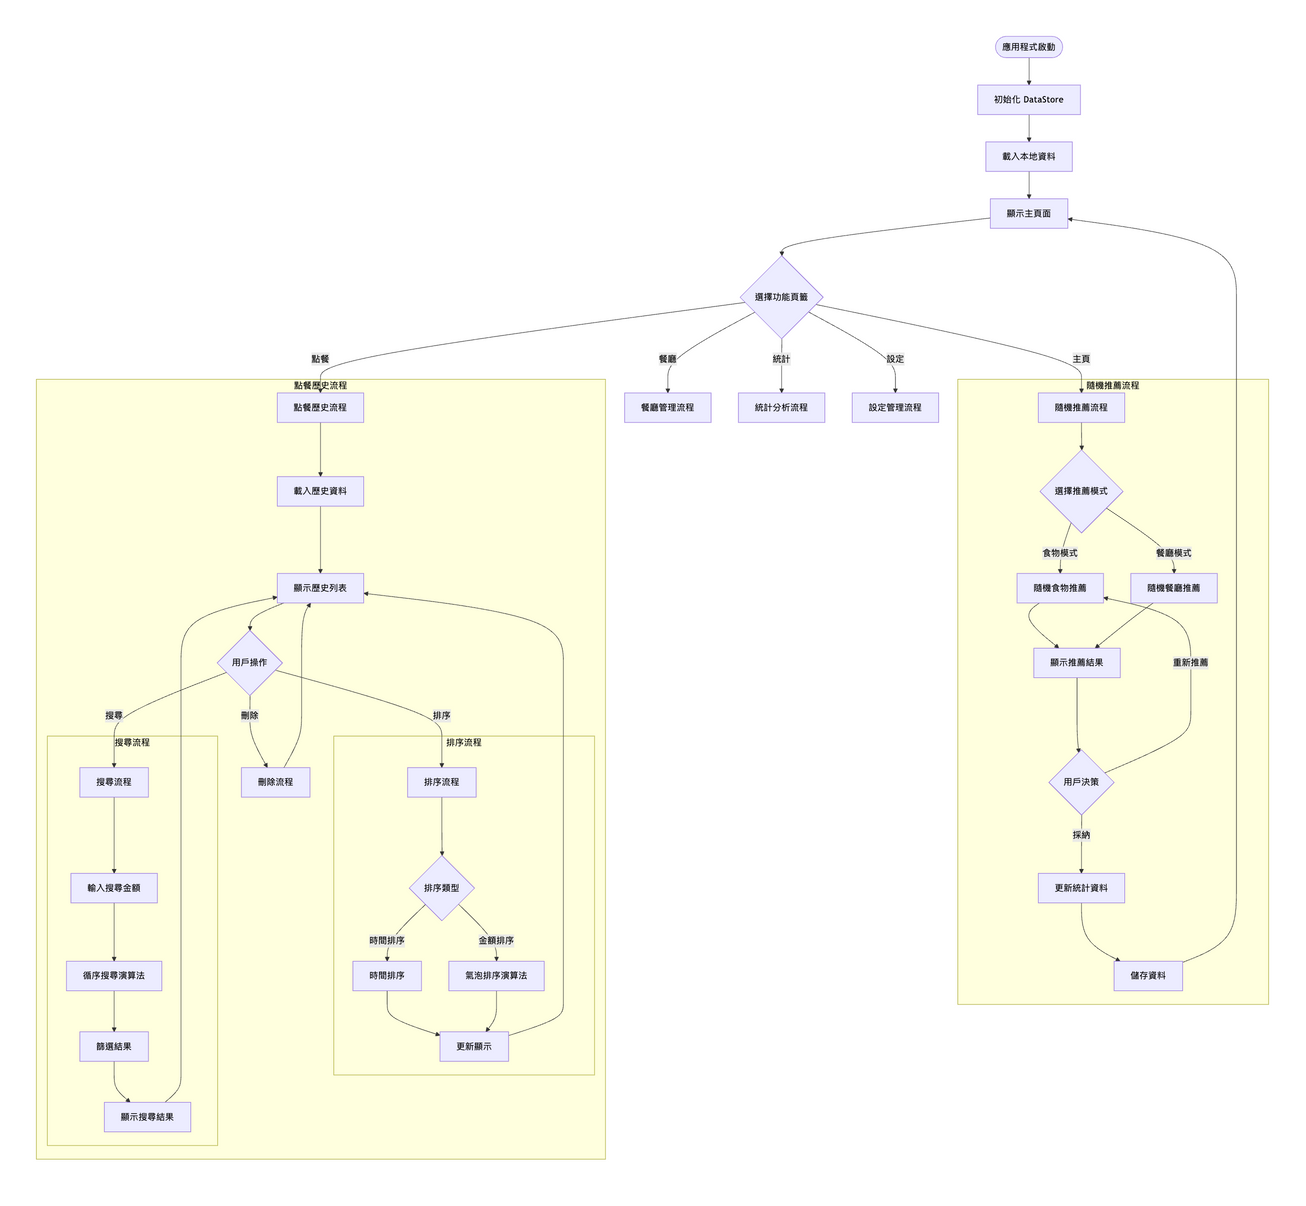 應用程式啟動
初始化 DataStore
載入本地資料
顯示主頁面
選擇功能頁籤
點餐
餐廳
統計
設定
主頁
點餐歷史流程
點餐歷史流程
載入歷史資料
顯示歷史列表
用戶操作
搜尋
刪除
排序
搜尋流程
搜尋流程
輸入搜尋金額
循序搜尋演算法
篩選結果
顯示搜尋結果
刪除流程
排序流程
排序流程
排序類型
時間排序
金額排序
時間排序
氣泡排序演算法
更新顯示
餐廳管理流程
統計分析流程
設定管理流程
隨機推薦流程
隨機推薦流程
選擇推薦模式
食物模式
餐廳模式
隨機食物推薦
隨機餐廳推薦
顯示推薦結果
重新推薦
用戶決策
採納
更新統計資料
儲存資料